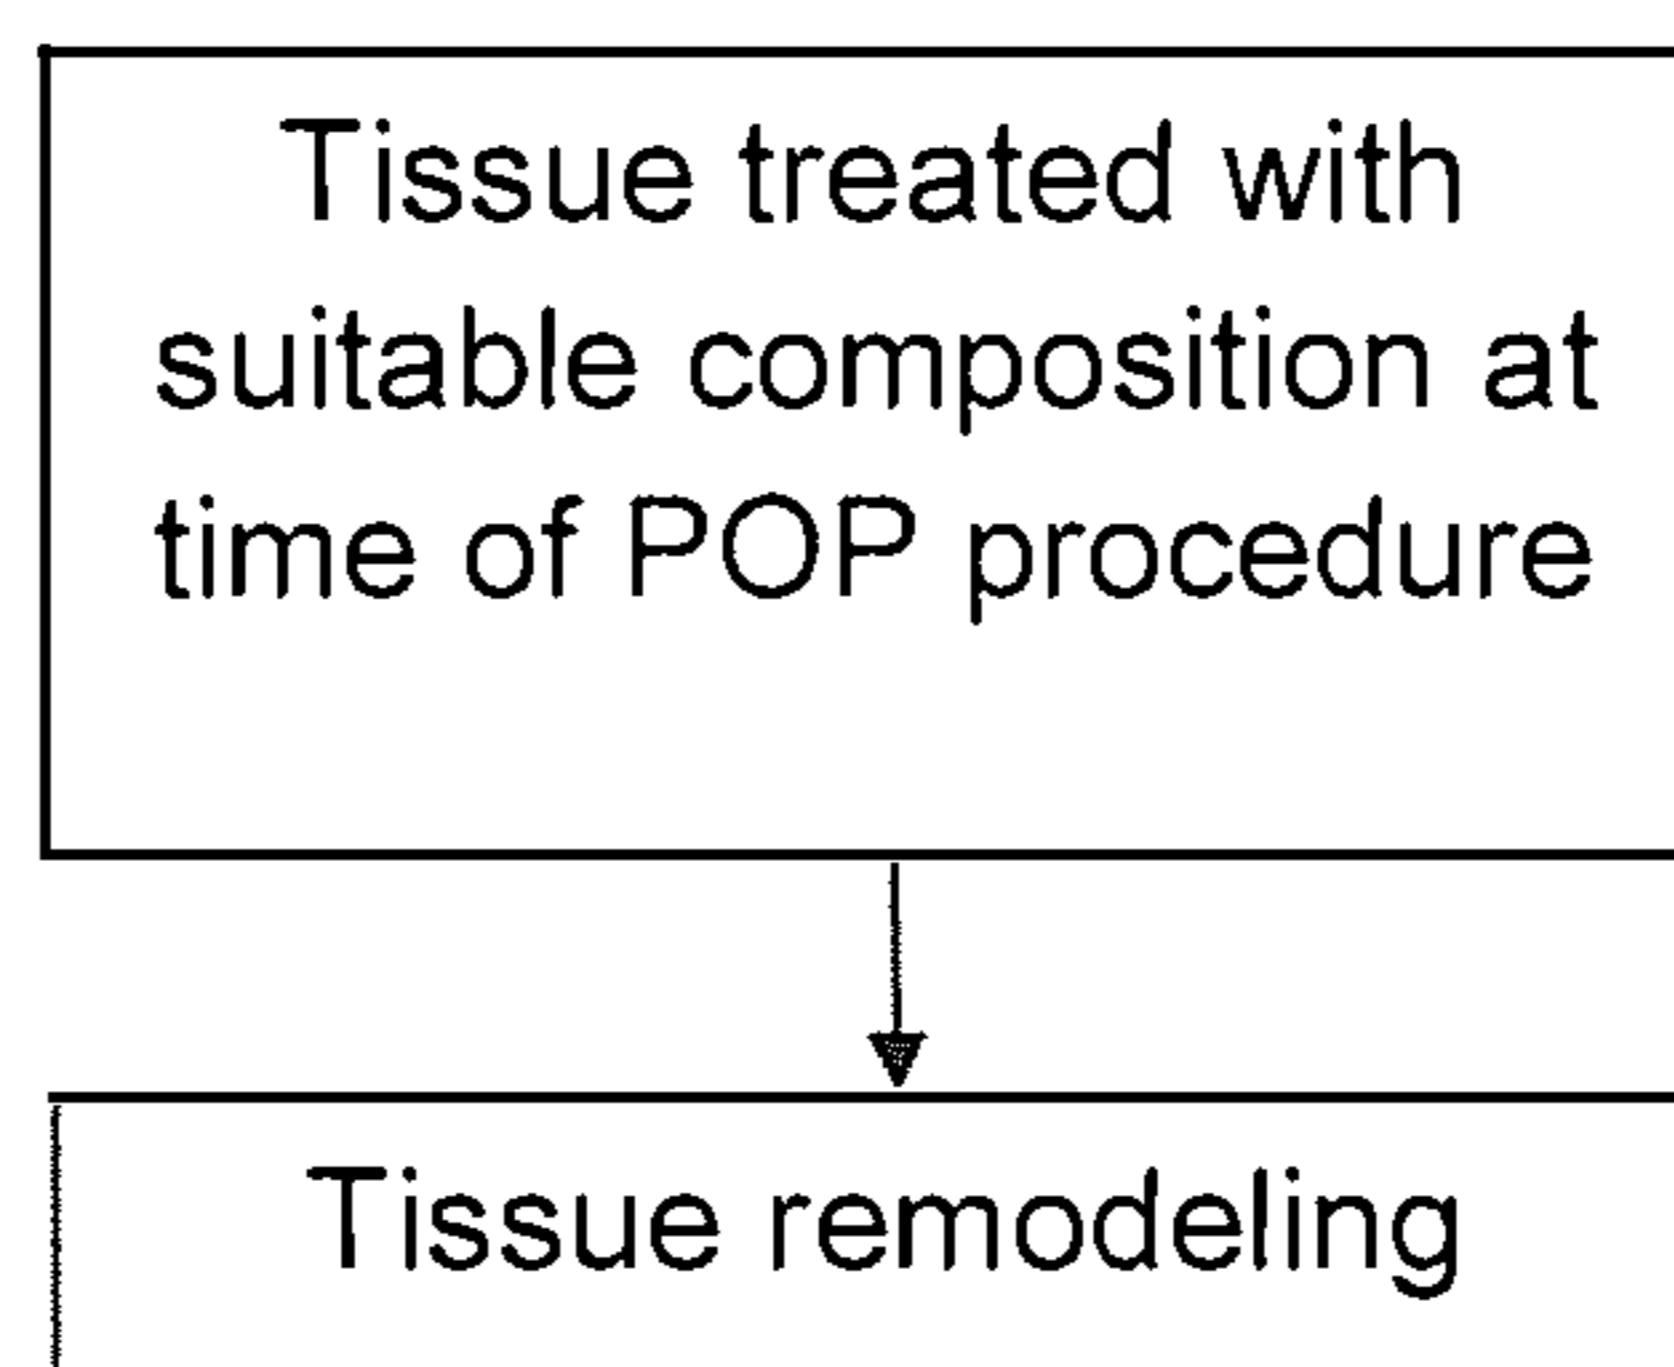 Tissue treated with
suitable composition at
time of POP procedure
Tissue remodeling